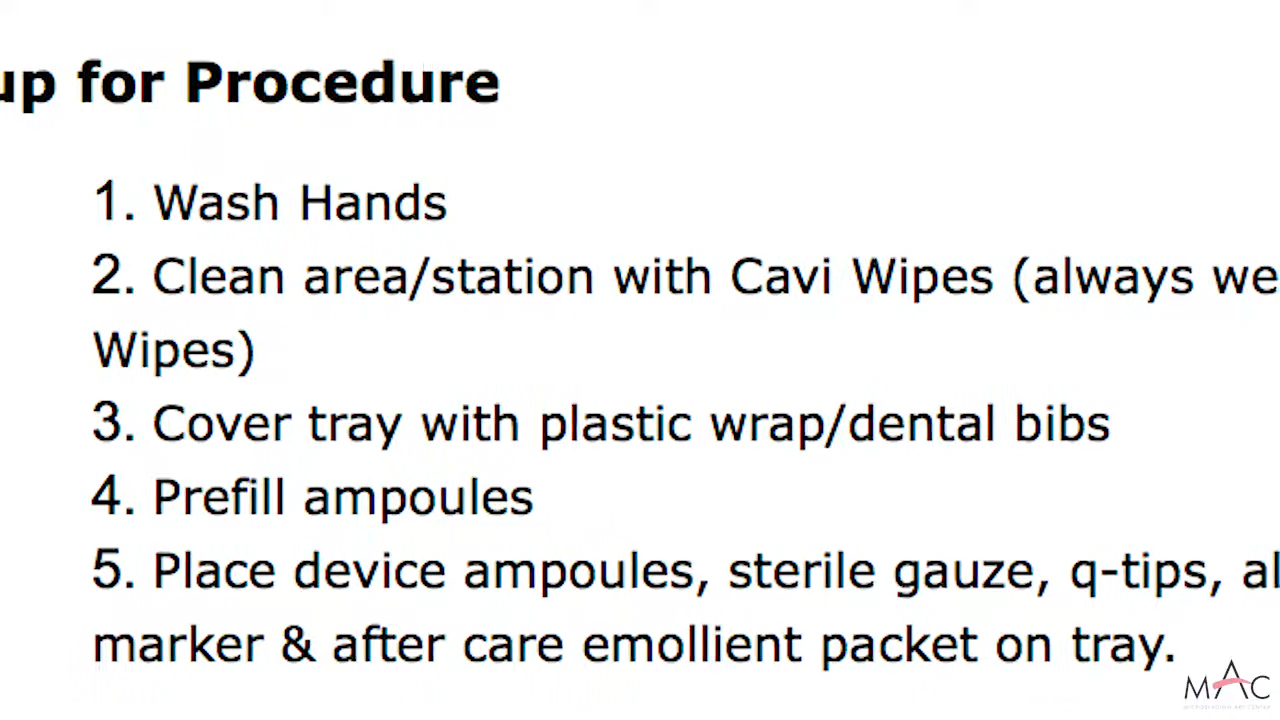 up for Procedure
1. Wash Hands
2. Clean area/station with Cavi Wipes (always we
Wipes)
3. Cover tray with plastic wrap/dental bibs
4. Prefill ampoules
5. Place device ampoules, sterile gauze, q-tips, al
marker & after care emollient packet on tray.
MAC